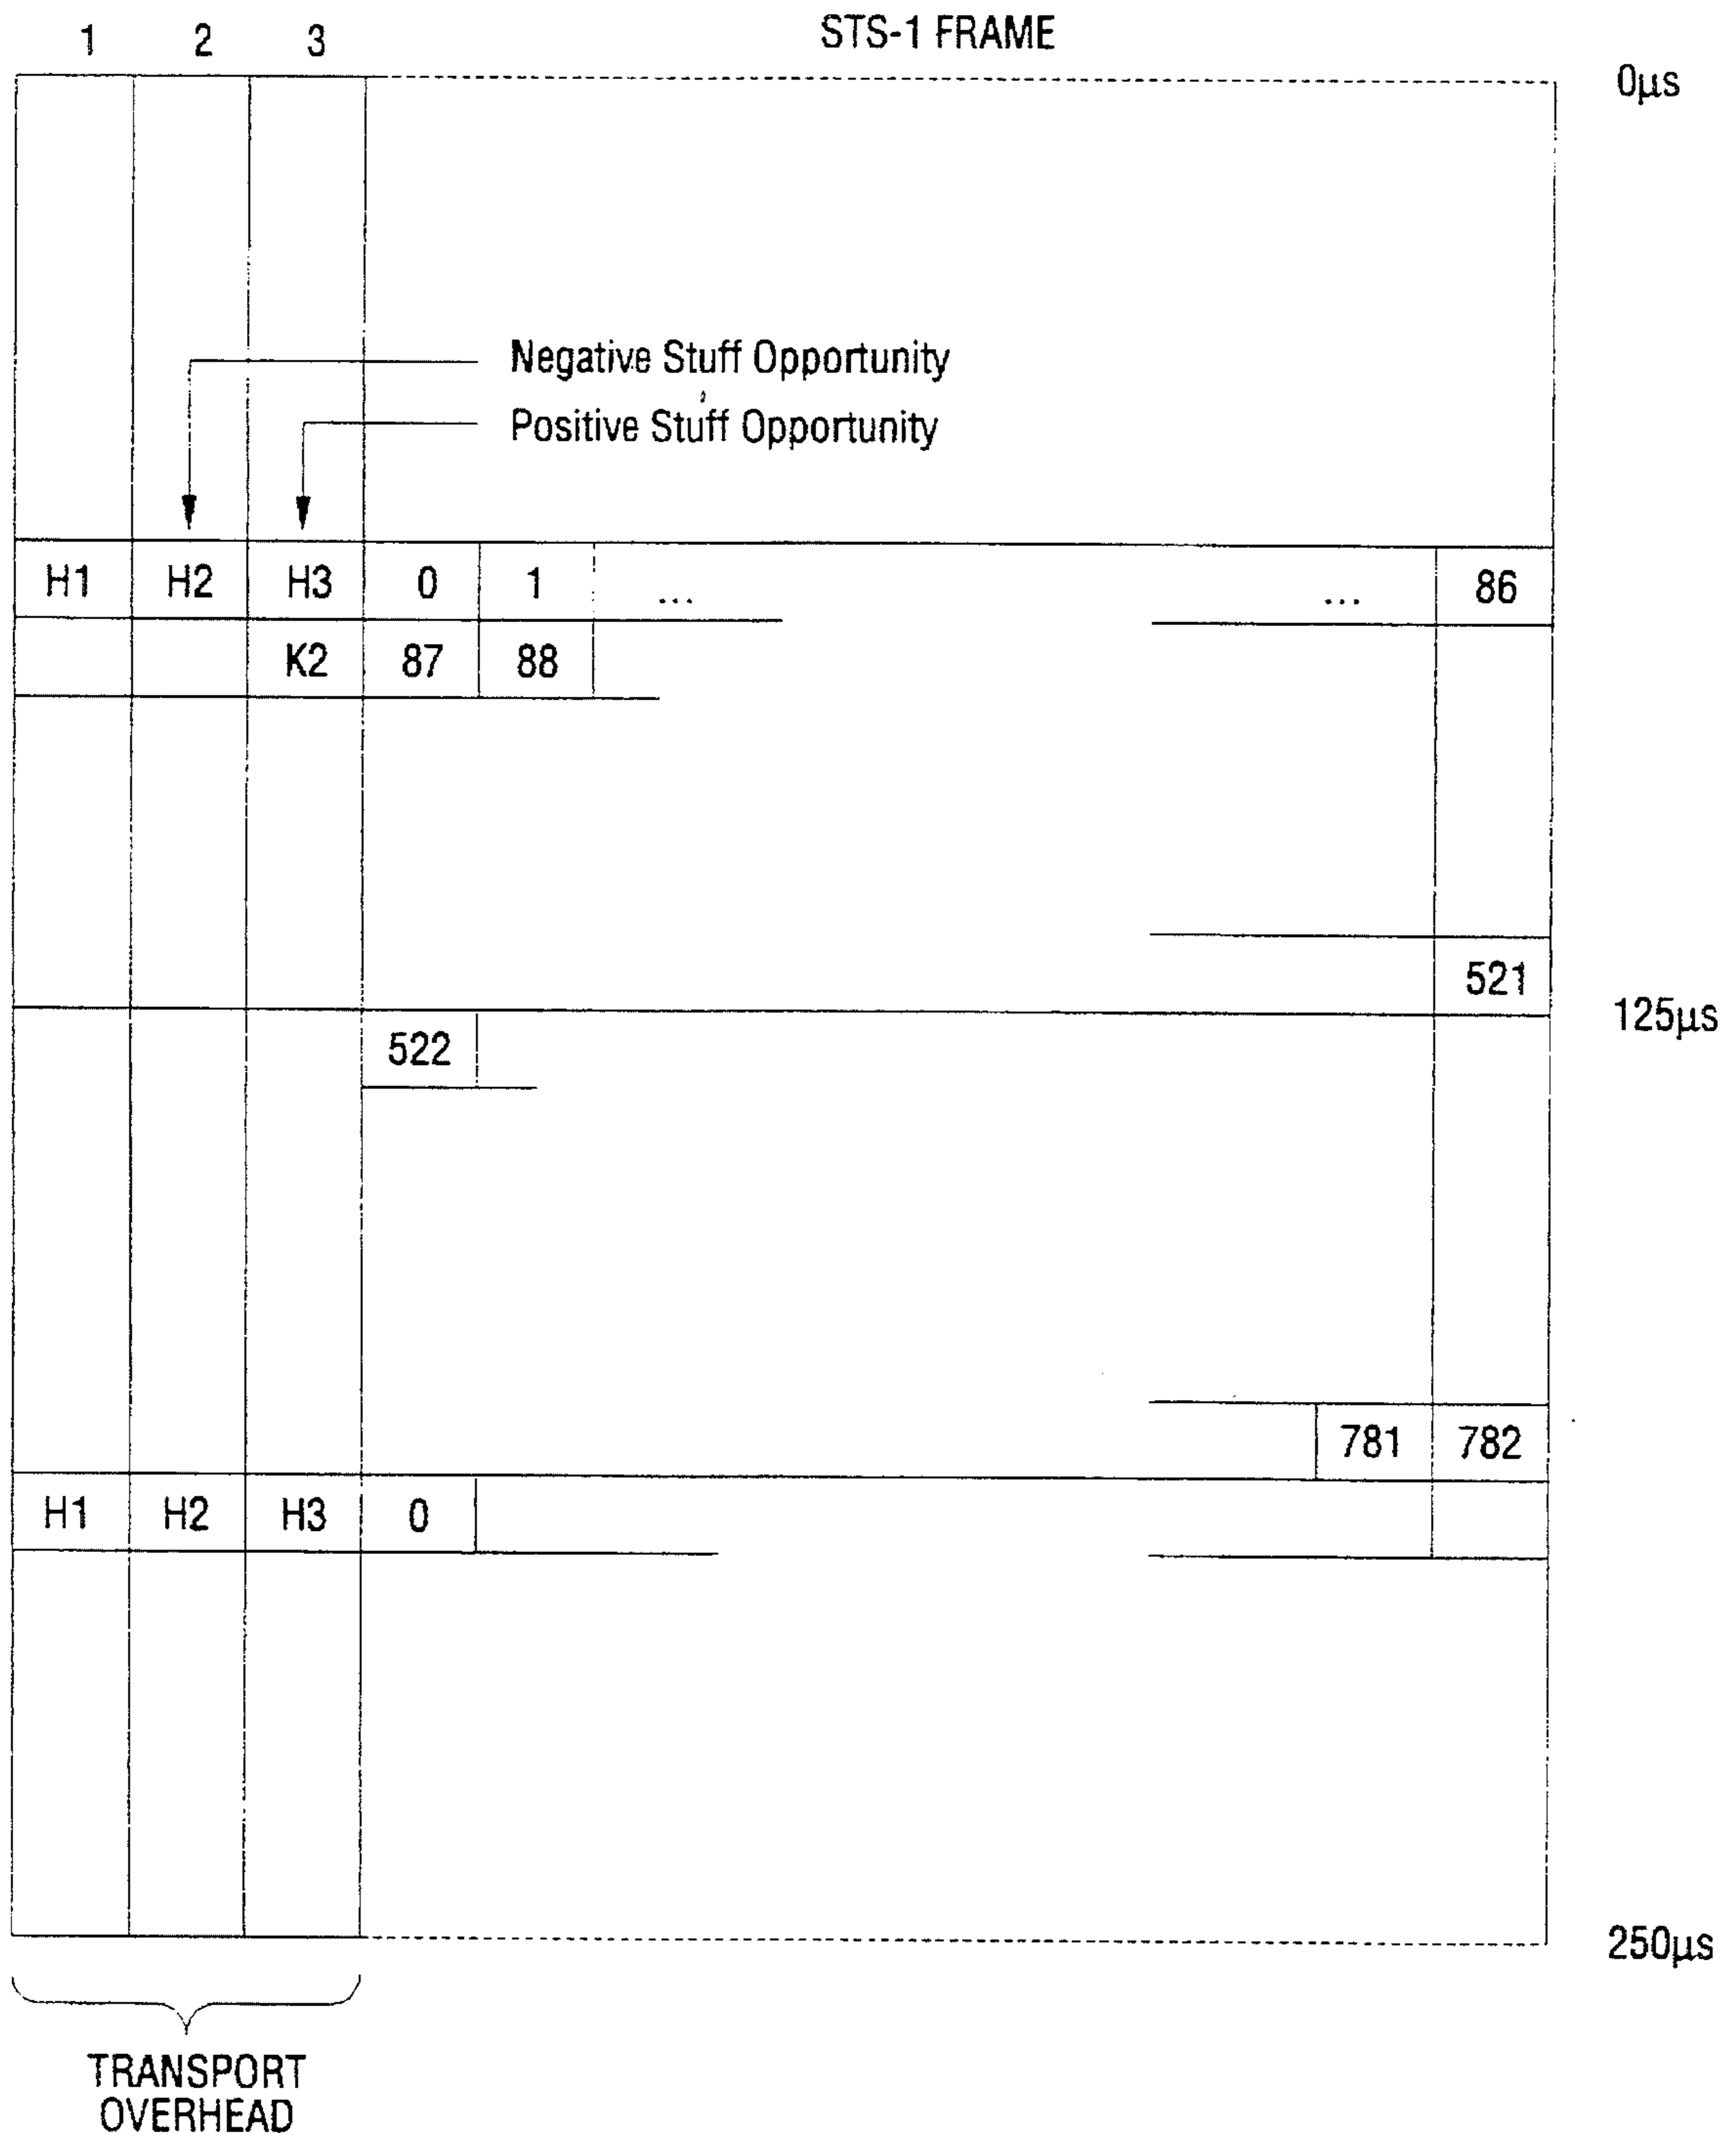 1 2 3 STS-1 FRAME
0µs
Negative Stuff Opportunity
Positive Stuff Opportunity
H1 H2 H3 0 1 ... ... 86
K2 87 88
521
125µs
522
781 782
H1 H2 H3 0
250µs
TRANSPORT
OVERHEAD